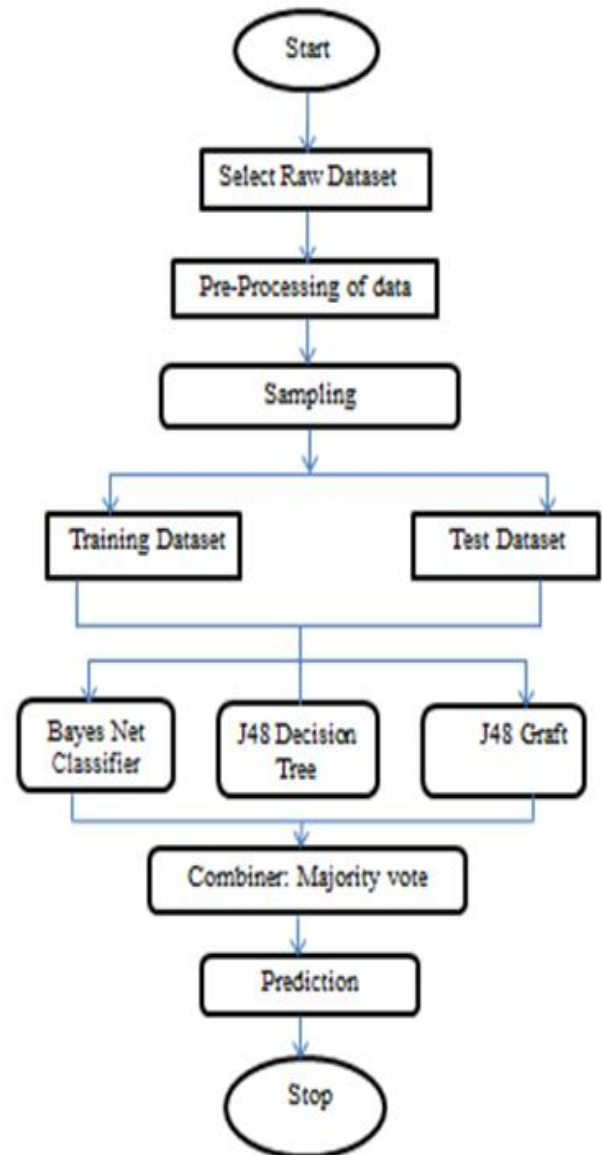 Start
Select Raw Dataset
Pre-Processing of data
Sampling
Training Dataset
Test Dataset
Bayes Net
Classifier
J48 Decision
Tree
J48 Graft
Combiner: Majority vote
Prediction
Stop